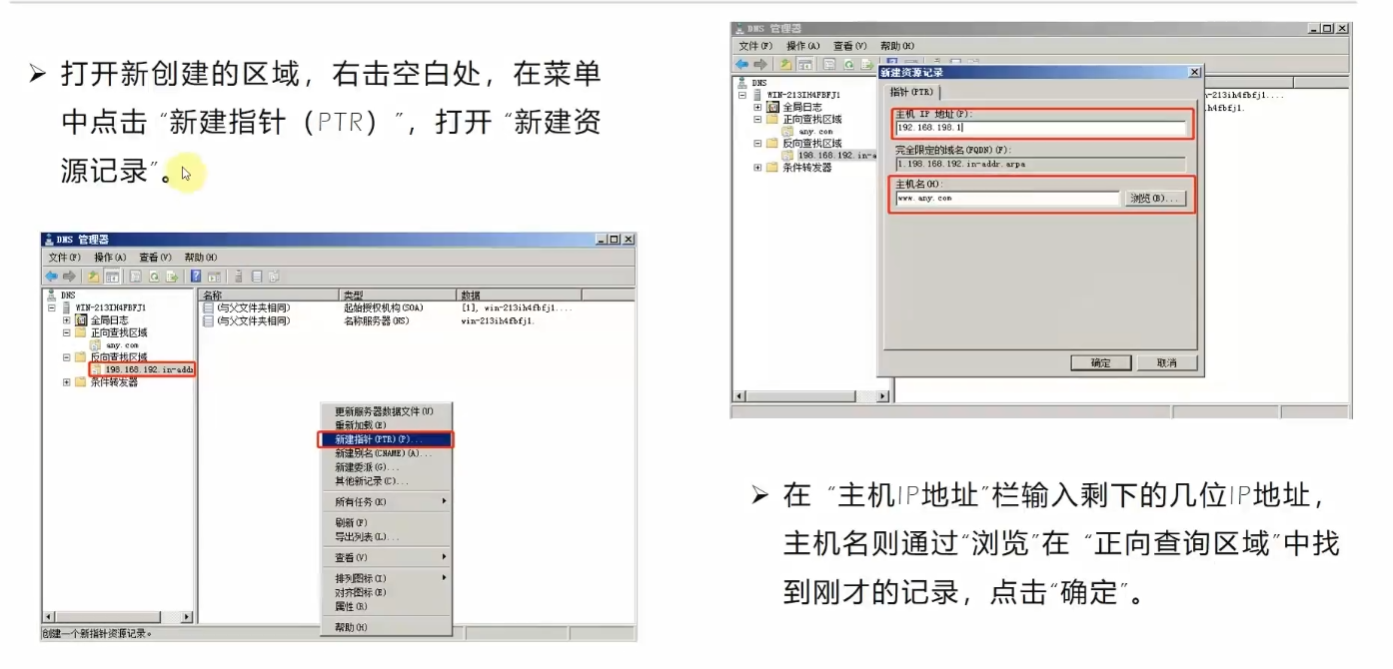 打开新创建的区域，右击空白处，在菜单
中点击 “新建指针（PTR）”，打开 “新建资
源记录”。
DNS 管理器
文件(F) 操作(A) 查看(V) 帮助(H)
DNS
WIN-213IH4FBFJ1
全局日志
正向查找区域
any.com
反向查找区域
198.168.192.in-addr
条件转发器
名称 类型 数据
(与父文件夹相同) 起始授权机构(SOA) [1], win-213ih4fbfj1....
(与父文件夹相同) 名称服务器(NS) win-213ih4fbfj1.
更新服务器数据文件(U)
重新加载(E)
新建指针(PTR)(P)...
新建别名(CNAME)(A)...
新建委派(G)...
其他新记录(C)...
所有任务(K)
刷新(F)
导出列表(L)...
查看(V)
排列图标(I)
对齐图标(E)
属性(R)
帮助(H)
创建一个新指针资源记录。
DNS 管理器
文件(F) 操作(A) 查看(V) 帮助(H)
DNS
WIN-213IH4FBFJ1
全局日志
正向查找区域
any.com
反向查找区域
198.168.192.in-a
条件转发器
n-213ih4fbfj1....
h4fbfj1.
新建资源记录
指针(PTR)
主机 IP 地址(P):
192.168.198.1
完全限定的域名(FQDN)(F):
1.198.168.192.in-addr.arpa
主机名(H):
www.any.com
浏览(B)...
确定 取消
在 “主机IP地址”栏输入剩下的几位IP地址，
主机名则通过“浏览”在 “正向查询区域”中找
到刚才的记录，点击“确定”。